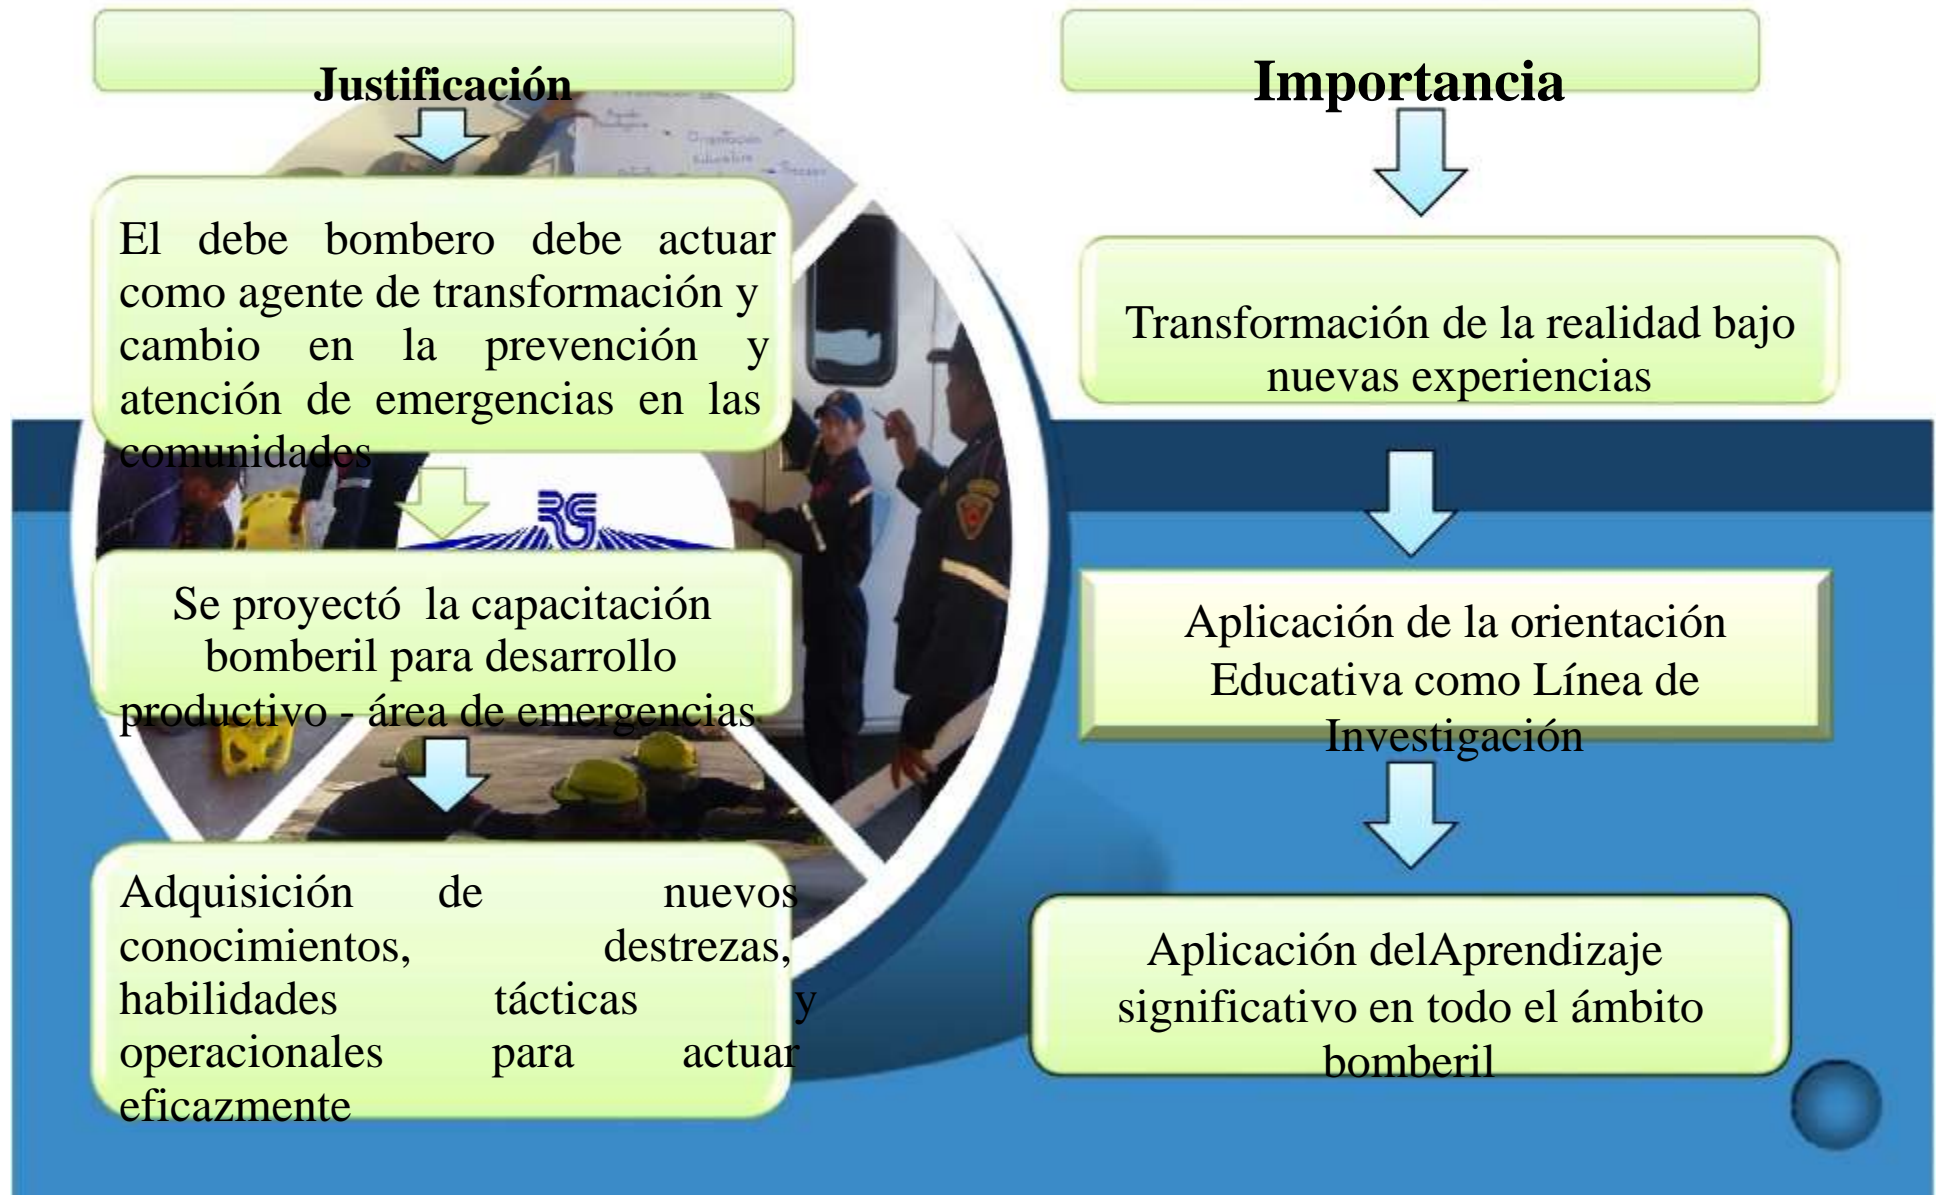 Justificación
El debe bombero debe actuar
como agente de transformación y
cambio en la prevención y
atención de emergencias en las
comunidades
Se proyectó la capacitación
bomberil para desarrollo
productivo - área de emergencias
Adquisición de nuevos
conocimientos, destrezas,
habilidades tácticas y
operacionales para actuar
eficazmente
Importancia
Transformación de la realidad bajo
nuevas experiencias
Aplicación de la orientación
Educativa como Línea de
Investigación
Aplicación delAprendizaje
significativo en todo el ámbito
bomberil